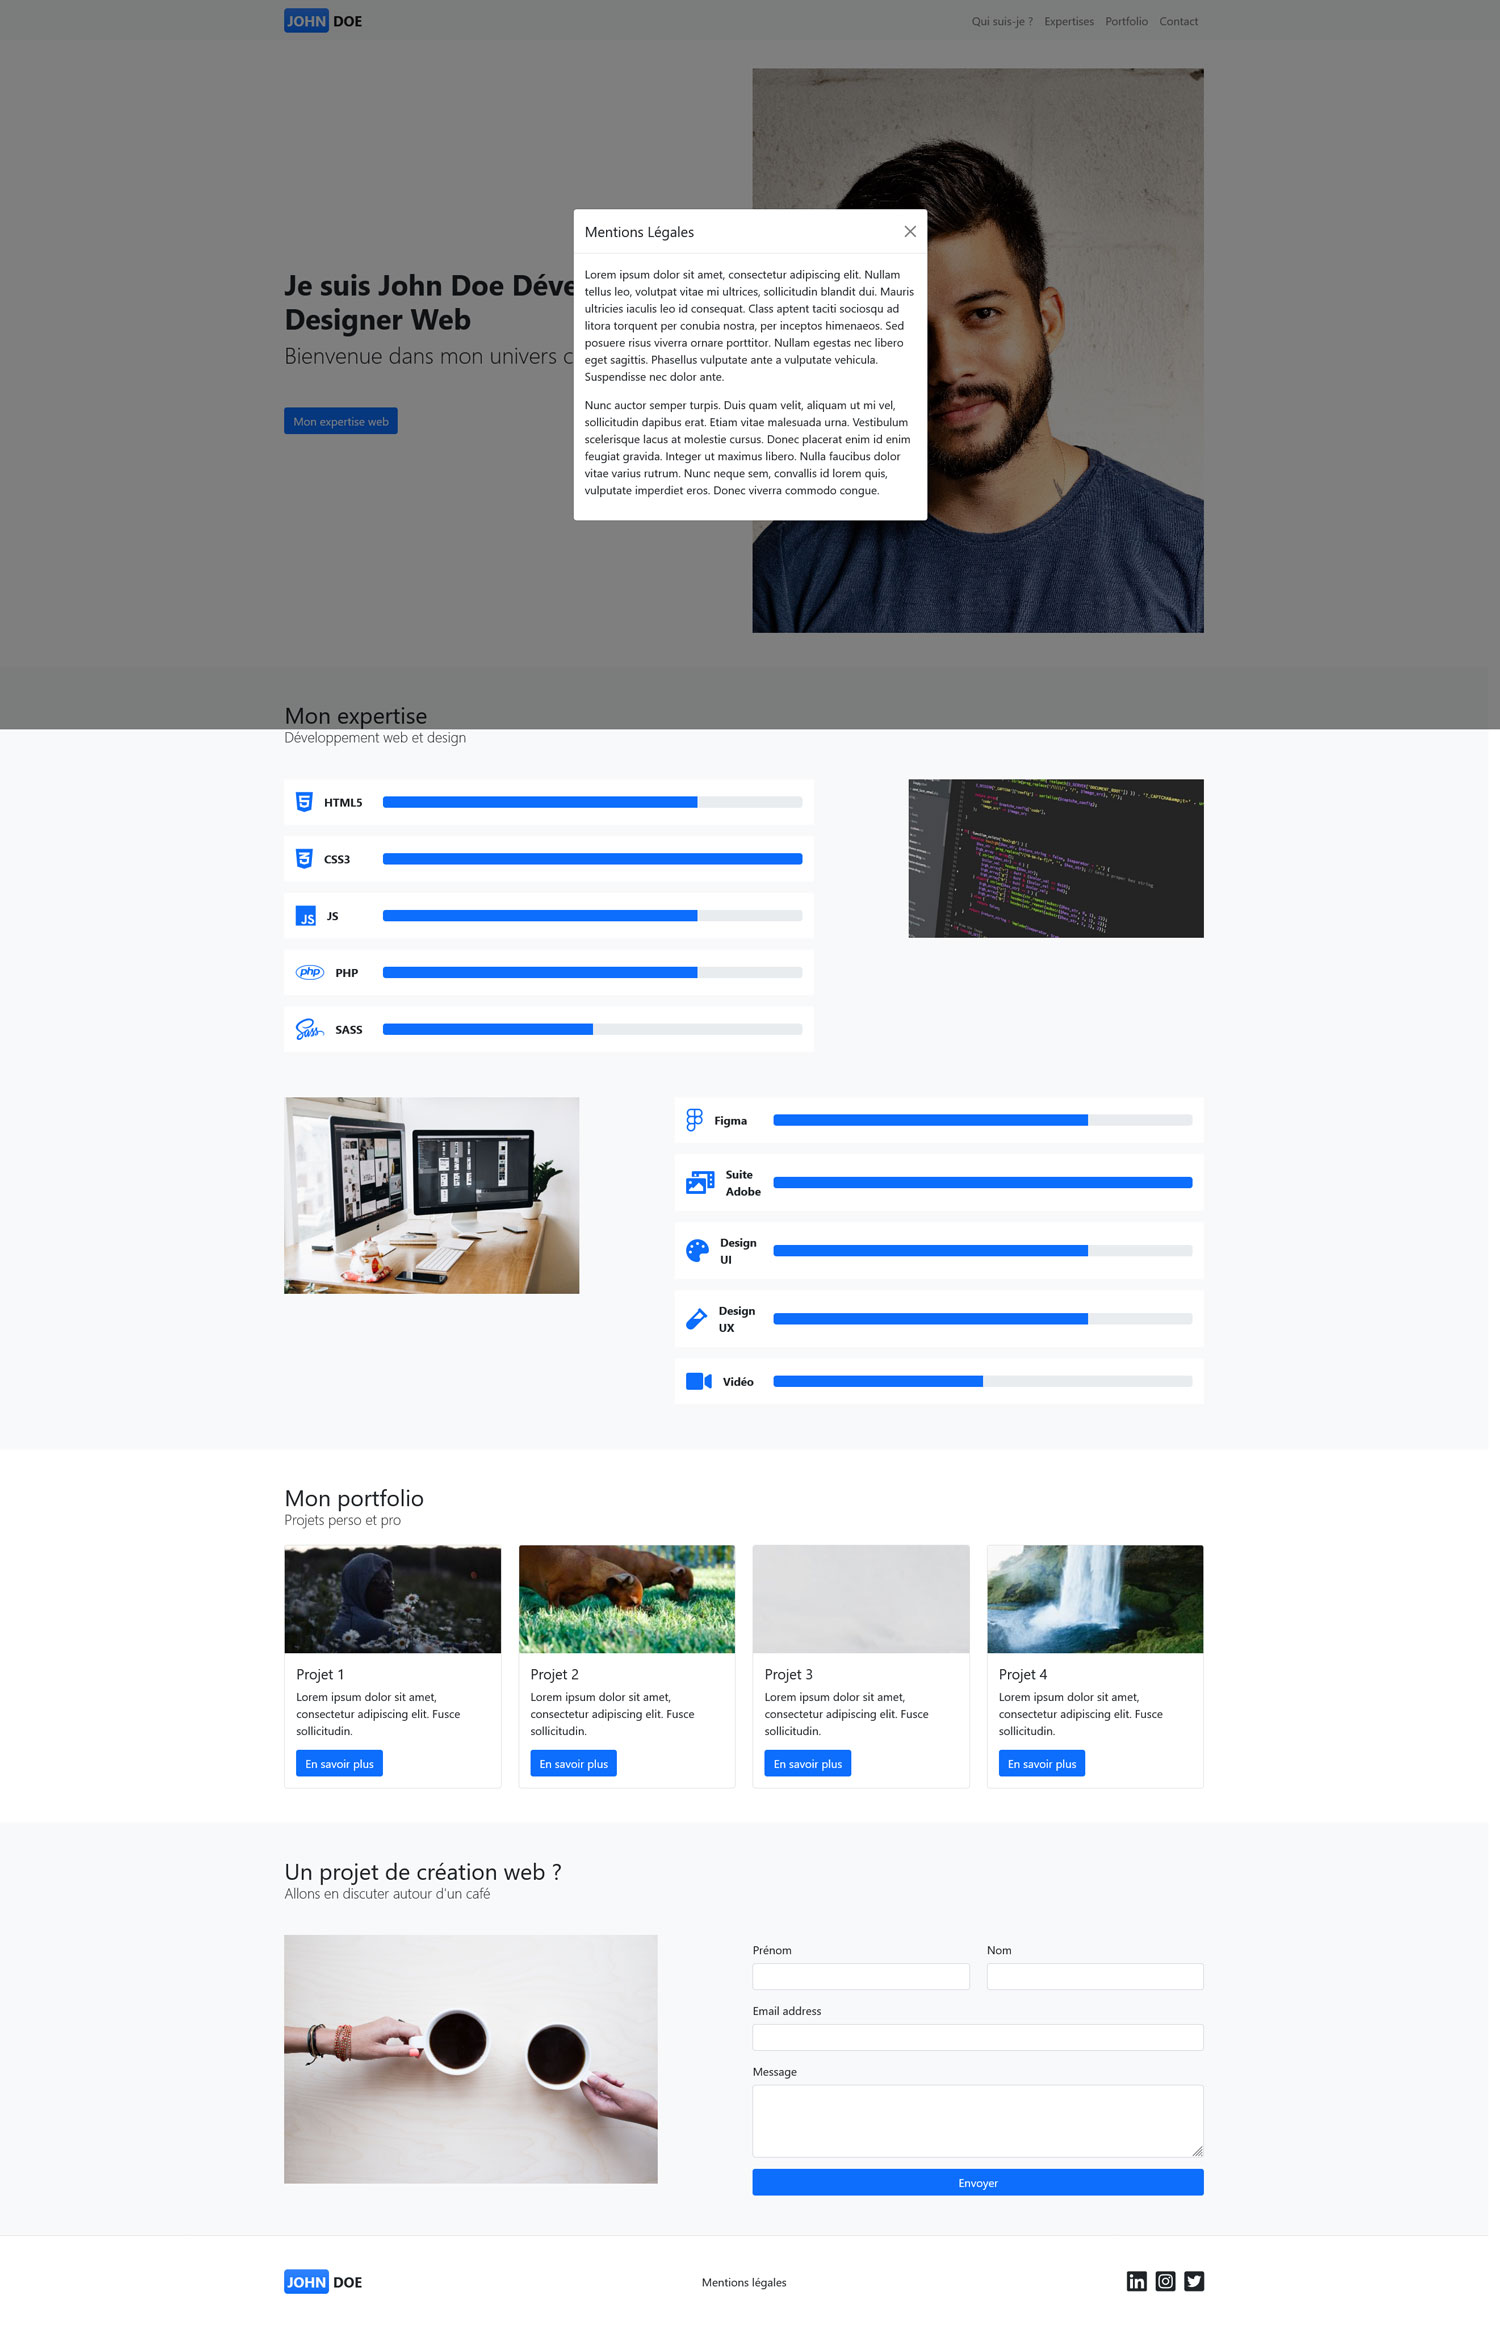 JOHN DOE
Qui suis-je ?
Expertises
Portfolio
Contact
Je suis John Doe Déve
Designer Web
Bienvenue dans mon univers c
Mon expertise web
Mentions Légales
Lorem ipsum dolor sit amet, consectetur adipiscing elit. Nullam
tellus leo, volutpat vitae mi ultrices, sollicitudin blandit dui. Mauris
ultricies iaculis leo id consequat. Class aptent taciti sociosqu ad
litora torquent per conubia nostra, per inceptos himenaeos. Sed
posuere risus viverra ornare porttitor. Nullam egestas nec libero
eget sagittis. Phasellus vulputate ante a vulputate vehicula.
Suspendisse nec dolor ante.
Nunc auctor semper turpis. Duis quam velit, aliquam ut mi vel,
sollicitudin dapibus erat. Etiam vitae malesuada urna. Vestibulum
scelerisque lacus at molestie cursus. Donec placerat enim id enim
feugiat gravida. Integer ut maximus libero. Nulla faucibus dolor
vitae varius rutrum. Nunc neque sem, convallis id lorem quis,
vulputate imperdiet eros. Donec viverra commodo congue.
Mon expertise
Développement web et design
HTML5
CSS3
JS JS
php PHP
Sass SASS
Figma
Suite
Adobe
Design
UI
Design
UX
Vidéo
Mon portfolio
Projets perso et pro
Projet 1
Lorem ipsum dolor sit amet,
consectetur adipiscing elit. Fusce
sollicitudin.
En savoir plus
Projet 2
Lorem ipsum dolor sit amet,
consectetur adipiscing elit. Fusce
sollicitudin.
En savoir plus
Projet 3
Lorem ipsum dolor sit amet,
consectetur adipiscing elit. Fusce
sollicitudin.
En savoir plus
Projet 4
Lorem ipsum dolor sit amet,
consectetur adipiscing elit. Fusce
sollicitudin.
En savoir plus
Un projet de création web ?
Allons en discuter autour d'un café
Prénom
Nom
Email address
Message
Envoyer
JOHN DOE
Mentions légales
in